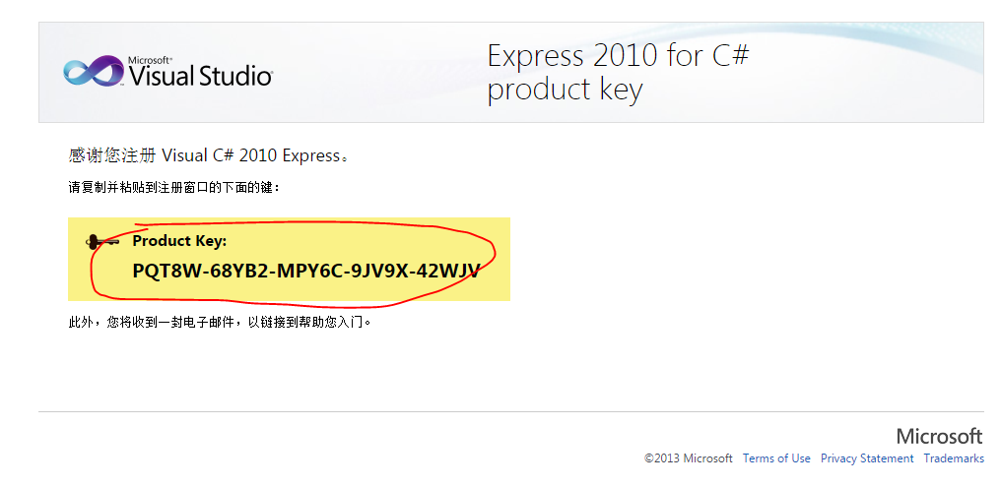 Microsoft®
Visual Studio®
Express 2010 for C#
product key
感谢您注册 Visual C# 2010 Express。
请复制并粘贴到注册窗口的下面的键：
Product Key:
PQT8W-68YB2-MPY6C-9JV9X-42WJV
此外，您将收到一封电子邮件，以链接到帮助您入门。
Microsoft
©2013 Microsoft Terms of Use Privacy Statement Trademarks